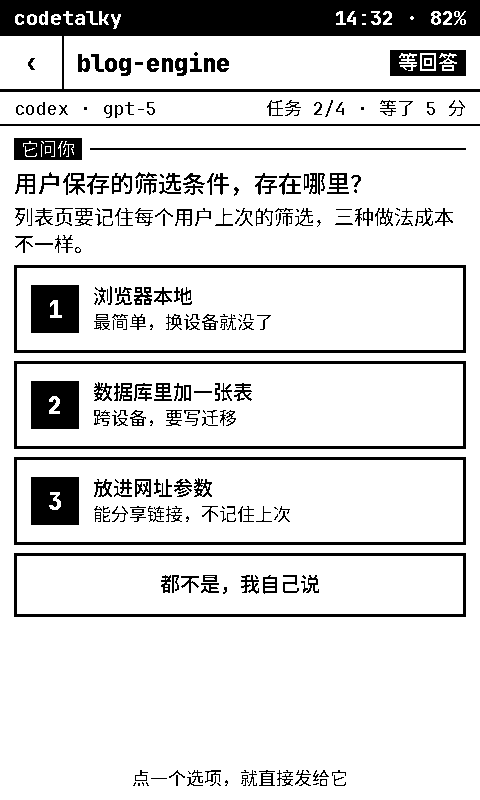 codetalky
14:32 · 82%
‹ blog-engine
等回答
codex · gpt-5
任务 2/4 · 等了 5 分
它问你
用户保存的筛选条件，存在哪里？
列表页要记住每个用户上次的筛选，三种做法成本
不一样。
1
浏览器本地
最简单，换设备就没了
2
数据库里加一张表
跨设备，要写迁移
3
放进网址参数
能分享链接，不记住上次
都不是，我自己说
点一个选项，就直接发给它